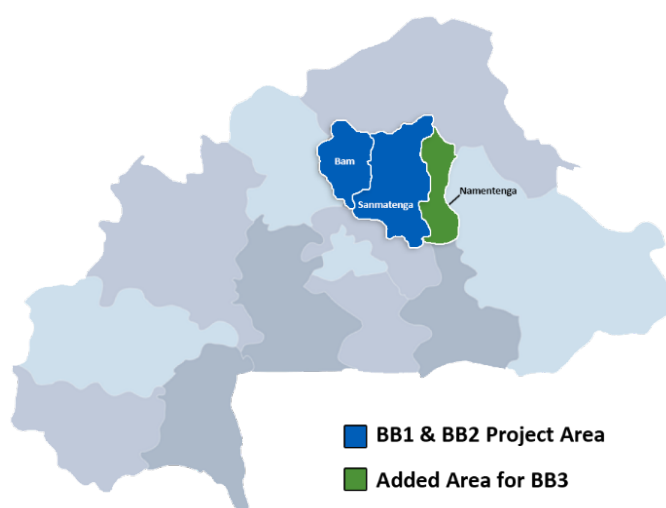 Bam
Namentenga
Sanmatenga
BB1 & BB2 Project Area
Added Area for BB3